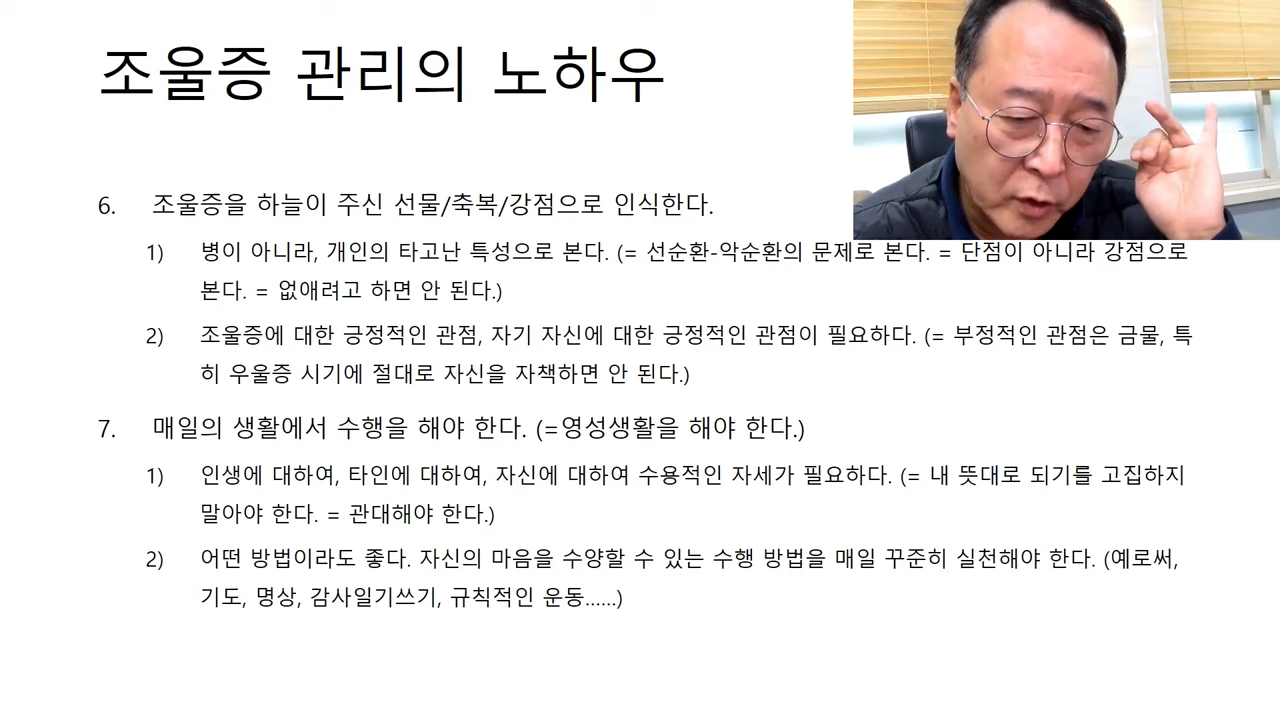 조울증 관리의 노하우
6. 조울증을 하늘이 주신 선물/축복/강점으로 인식한다.
1) 병이 아니라, 개인의 타고난 특성으로 본다. (= 선순환-악순환의 문제로 본다. = 단점이 아니라 강점으로
본다. = 없애려고 하면 안 된다.)
2) 조울증에 대한 긍정적인 관점, 자기 자신에 대한 긍정적인 관점이 필요하다. (= 부정적인 관점은 금물, 특
히 우울증 시기에 절대로 자신을 자책하면 안 된다.)
7. 매일의 생활에서 수행을 해야 한다. (=영성생활을 해야 한다.)
1) 인생에 대하여, 타인에 대하여, 자신에 대하여 수용적인 자세가 필요하다. (= 내 뜻대로 되기를 고집하지
말아야 한다. = 관대해야 한다.)
2) 어떤 방법이라도 좋다. 자신의 마음을 수양할 수 있는 수행 방법을 매일 꾸준히 실천해야 한다. (예로써,
기도, 명상, 감사일기쓰기, 규칙적인 운동......)